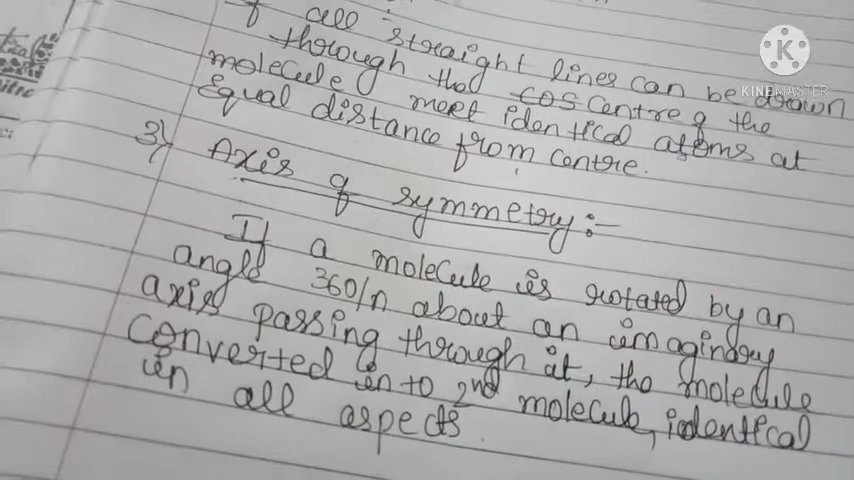 if all straight lines can be drawn
through the cos centre of the
molecule meet identical atoms at
equal distance from centre.
3) Axis of symmetry :-
If a molecule is rotated by an
angle 360/n about an imaginary
axis passing through it, the molecule
converted in to 2nd molecule, identical
in all aspects.
KINEMASTER